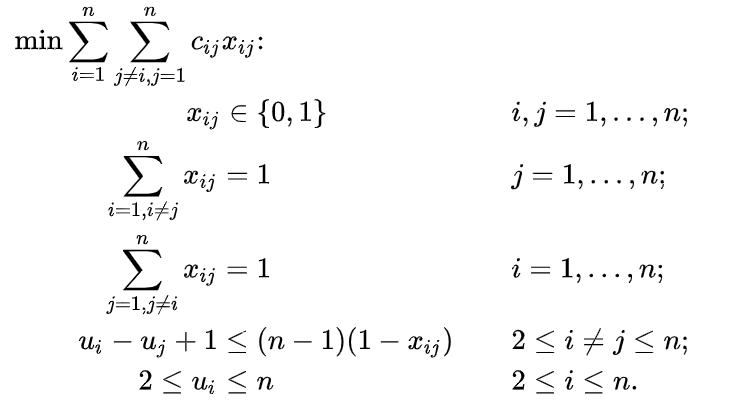 min ∑_{i=1}^{n} ∑_{j≠i,j=1}^{n} c_{ij}x_{ij}:
x_{ij} ∈ {0,1} i,j = 1,…,n;
∑_{i=1,i≠j}^{n} x_{ij} = 1 j = 1,…,n;
∑_{j=1,j≠i}^{n} x_{ij} = 1 i = 1,…,n;
u_i − u_j + 1 ≤ (n − 1)(1 − x_{ij}) 2 ≤ i ≠ j ≤ n;
2 ≤ u_i ≤ n 2 ≤ i ≤ n.